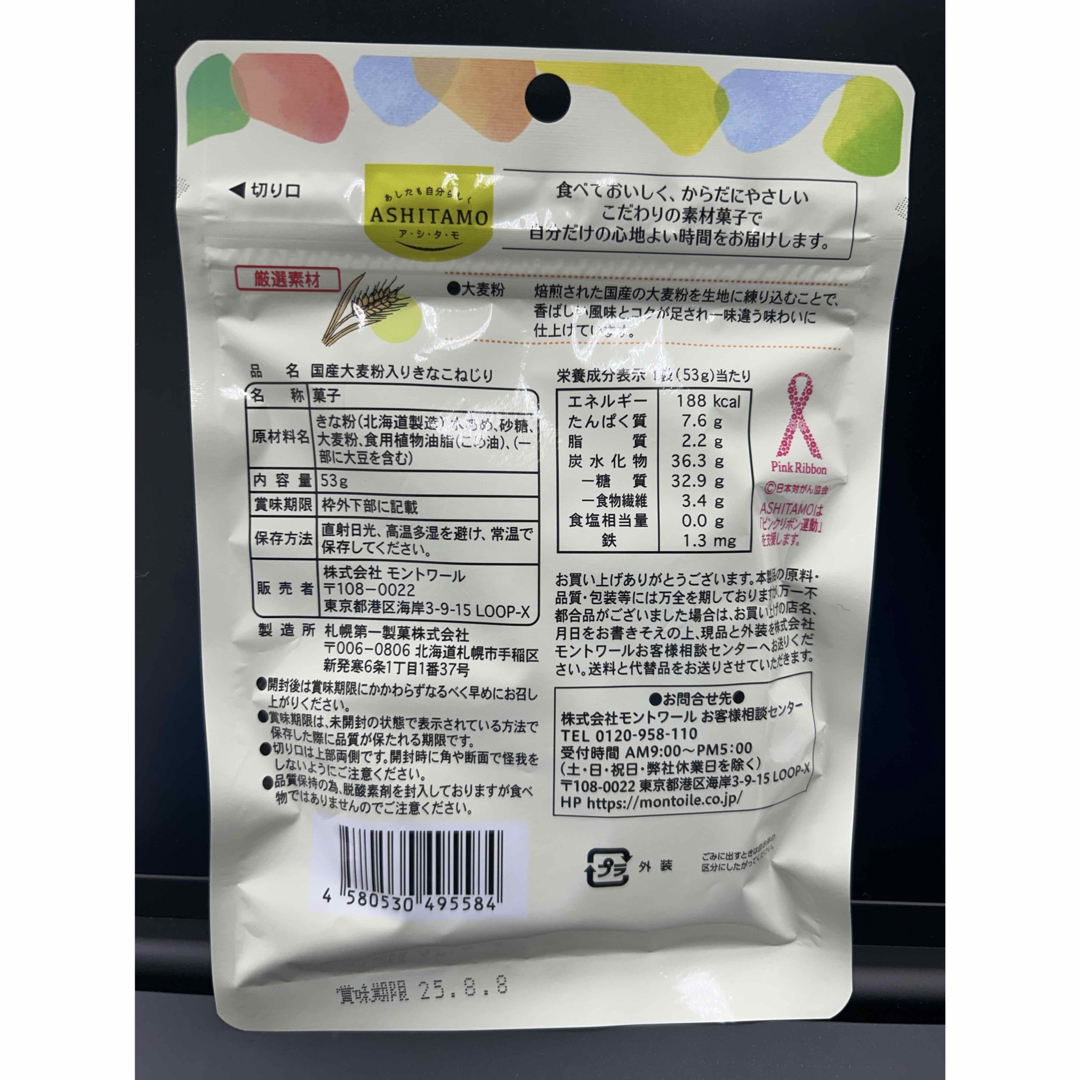 ◀切り口
あしたも自分らしく
ASHITAMO
ア・シ・タ・モ
食べておいしく、からだにやさしい
こだわりの素材菓子で
自分だけの心地よい時間をお届けします。
厳選素材
●大麦粉
焙煎された国産の大麦粉を生地に練り込むことで、
香ばしい風味とコクが足され一味違う味わいに
仕上げています。
品名 国産大麦粉入りきなこねじり
名称 菓子
原材料名 きな粉(北海道製造)、水あめ、砂糖、
大麦粉、食用植物油脂(こめ油)、(一
部に大豆を含む)
内容量 53g
賞味期限 枠外下部に記載
保存方法 直射日光、高温多湿を避け、常温で
保存してください。
販売者 株式会社 モントワール
〒108-0022
東京都港区海岸3-9-15 LOOP-X
製造所 札幌第一製菓株式会社
〒006-0806 北海道札幌市手稲区
新発寒6条1丁目1番37号
●開封後は賞味期限にかかわらずなるべく早めにお召し
上がりください。
●賞味期限は、未開封の状態で表示されている方法で
保存した際に品質が保たれる期限です。
●切り口は上部両側です。開封時に角や断面で怪我を
しないようにご注意ください。
●品質保持の為、脱酸素剤を封入しておりますが食べ
物ではありませんのでご注意ください。
4 580530 495584
賞味期限 25.8.8
栄養成分表示 1袋(53g)当たり
エネルギー 188 kcal
たんぱく質 7.6 g
脂質 2.2 g
炭水化物 36.3 g
－糖質 32.9 g
－食物繊維 3.4 g
食塩相当量 0.0 g
鉄 1.3 mg
Pink Ribbon
©日本対がん協会
ASHITAMOは
「ピンクリボン運動」
を支援します。
お買い上げありがとうございます。本製品の原料・
品質・包装等には万全を期しておりますが、万一不
都合品がございました場合は、お買い上げの店名、
月日をお書きそえの上、現品と外装を株式会社
モントワールお客様相談センターへお送りくだ
さい。送料と代替品をお送りさせていただきます。
●お問合せ先●
株式会社モントワール お客様相談センター
TEL 0120-958-110
受付時間 AM9:00～PM5:00
(土・日・祝日・弊社休業日を除く)
〒108-0022 東京都港区海岸3-9-15 LOOP-X
HP https://montoile.co.jp/
プラ 外装
ごみに出すときは
区分にしたがって